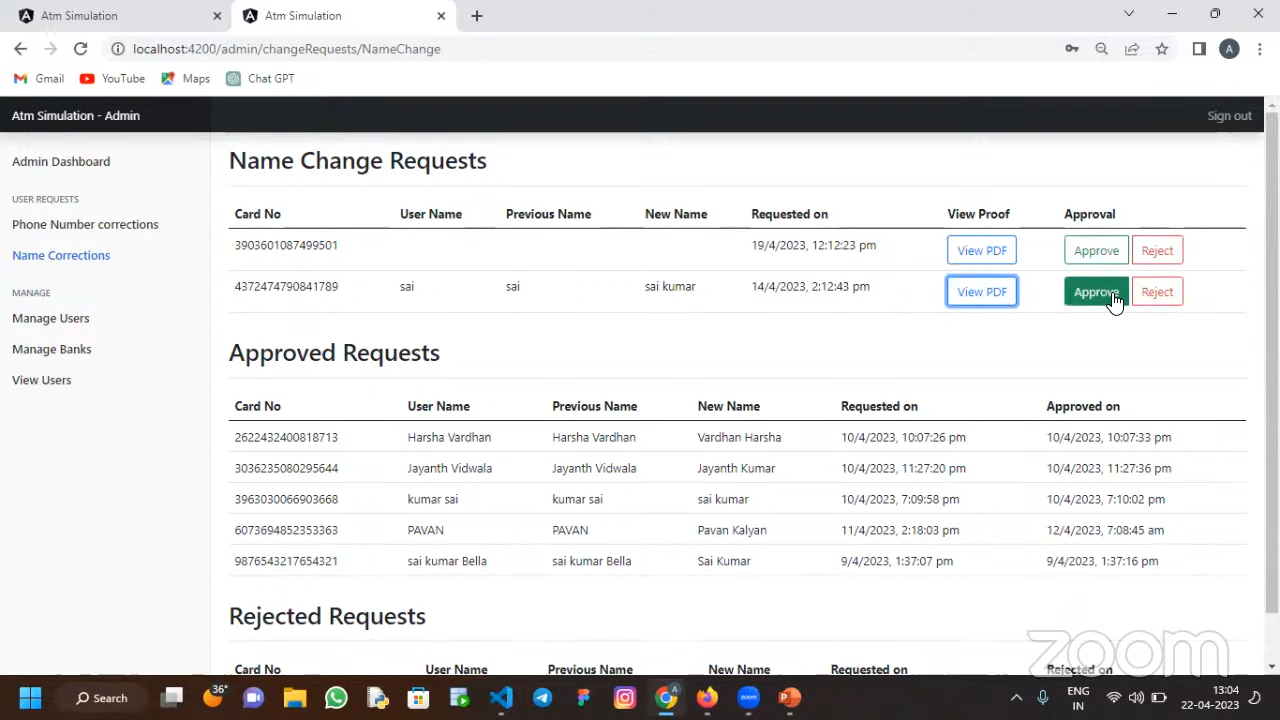 Atm Simulation
Atm Simulation
localhost:4200/admin/changeRequests/NameChange
A
Gmail YouTube Maps Chat GPT
Atm Simulation - Admin Sign out
Admin Dashboard
USER REQUESTS
Phone Number corrections
Name Corrections
MANAGE
Manage Users
Manage Banks
View Users
Name Change Requests
Card No User Name Previous Name New Name Requested on View Proof Approval
3903601087499501 19/4/2023, 12:12:23 pm View PDF Approve Reject
4372474790841789 sai sai sai kumar 14/4/2023, 2:12:43 pm View PDF Approve Reject
Approved Requests
Card No User Name Previous Name New Name Requested on Approved on
2622432400818713 Harsha Vardhan Harsha Vardhan Vardhan Harsha 10/4/2023, 10:07:26 pm 10/4/2023, 10:07:33 pm
3036235080295644 Jayanth Vidwala Jayanth Vidwala Jayanth Kumar 10/4/2023, 11:27:20 pm 10/4/2023, 11:27:36 pm
3963030066903668 kumar sai kumar sai sai kumar 10/4/2023, 7:09:58 pm 10/4/2023, 7:10:02 pm
6073694852353363 PAVAN PAVAN Pavan Kalyan 11/4/2023, 2:18:03 pm 12/4/2023, 7:08:45 am
9876543217654321 sai kumar Bella sai kumar Bella Sai Kumar 9/4/2023, 1:37:07 pm 9/4/2023, 1:37:16 pm
Rejected Requests
Card No User Name Previous Name New Name Requested on Rejected on
zoom
Search 36° A zoom ENG IN 13:04 22-04-2023